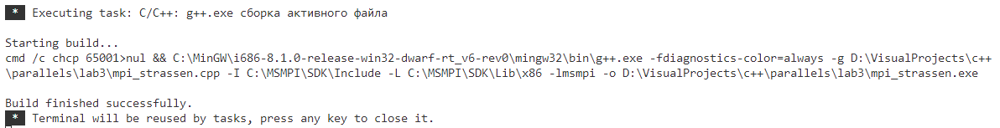 * Executing task: C/C++: g++.exe сборка активного файла
Starting build...
cmd /c chcp 65001>nul && C:\MinGW\i686-8.1.0-release-win32-dwarf-rt_v6-rev0\mingw32\bin\g++.exe -fdiagnostics-color=always -g D:\VisualProjects\c++
\parallels\lab3\mpi_strassen.cpp -I C:\MSMPI\SDK\Include -L C:\MSMPI\SDK\Lib\x86 -lmsmpi -o D:\VisualProjects\c++\parallels\lab3\mpi_strassen.exe
Build finished successfully.
* Terminal will be reused by tasks, press any key to close it.